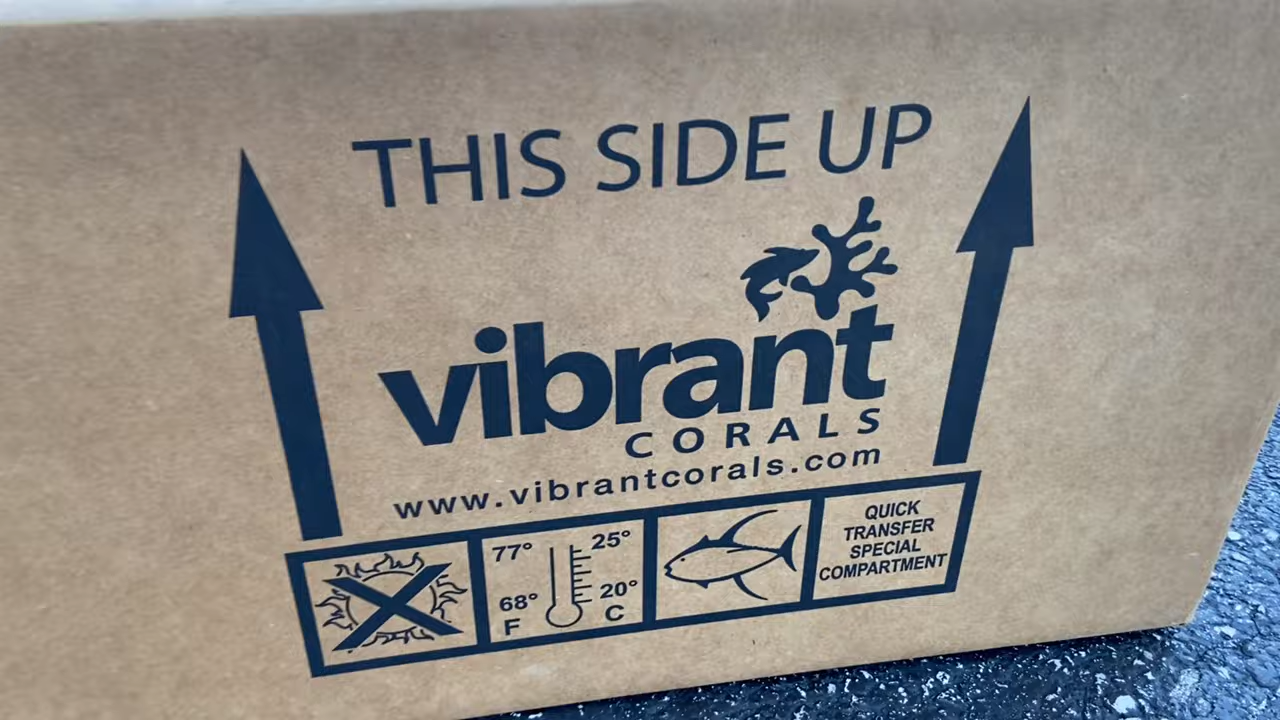 THIS SIDE UP
vibrant
CORALS
www.vibrantcorals.com
77° 25°
68° 20°
F C
QUICK
TRANSFER
SPECIAL
COMPARTMENT